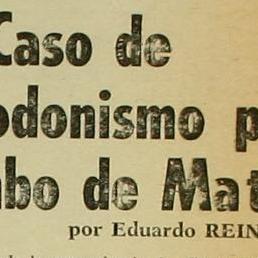 Caso de
odonismo p
bo de Mat
por Eduardo REIN